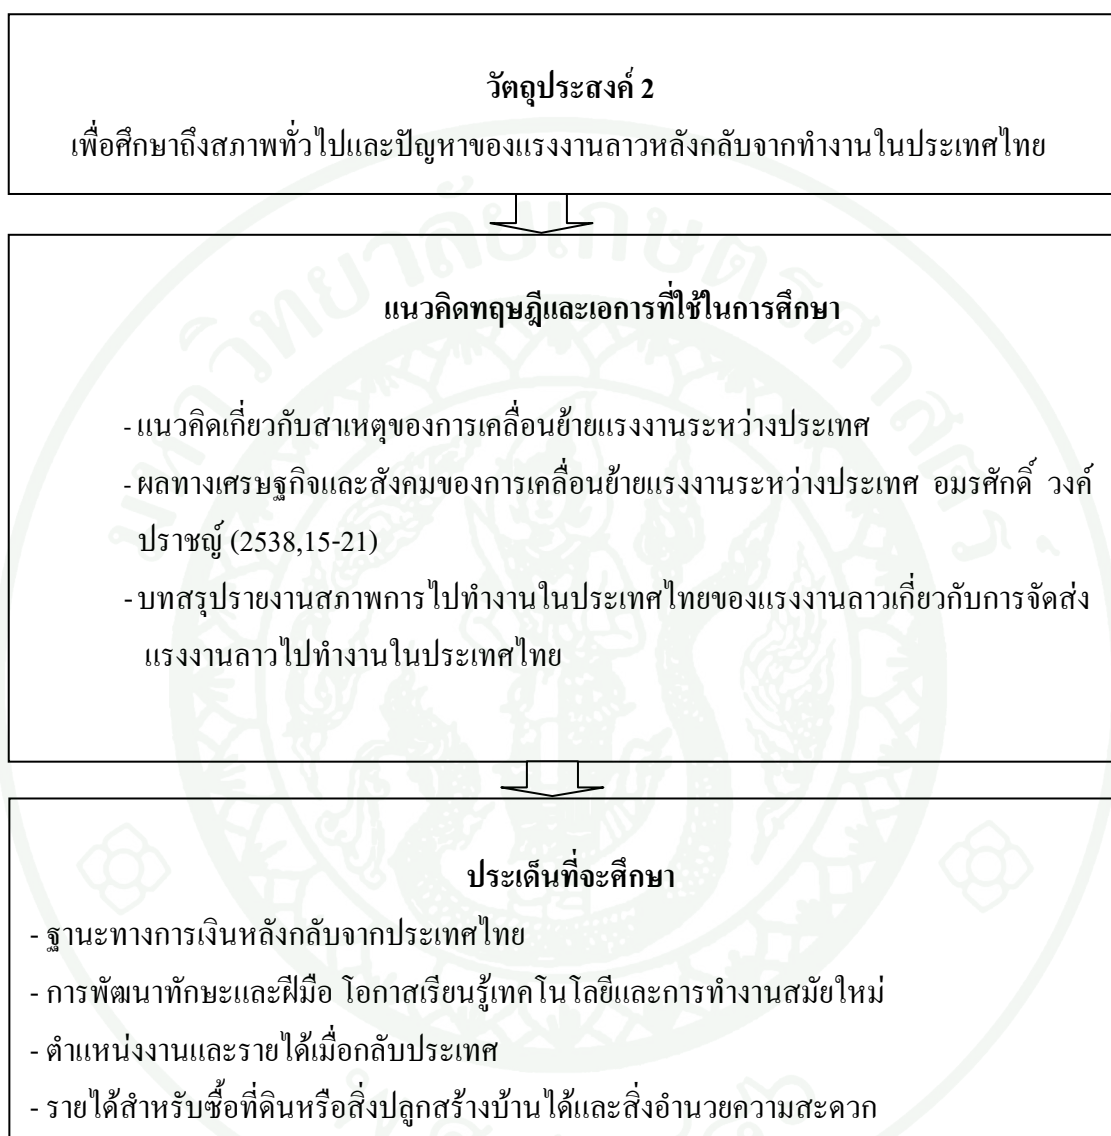 วัตถุประสงค์ 2
เพื่อศึกษาถึงสภาพทั่วไปและปัญหาของแรงงานลาวหลังกลับจากทำงานในประเทศไทย
มหาวิทยาลัยเกษตรศาสตร์
แนวคิดทฤษฎีและเอการที่ใช้ในการศึกษา
- แนวคิดเกี่ยวกับสาเหตุของการเคลื่อนย้ายแรงงานระหว่างประเทศ
- ผลทางเศรษฐกิจและสังคมของการเคลื่อนย้ายแรงงานระหว่างประเทศ อมรศักดิ์ วงค์
ปราชญ์ (2538,15-21)
- บทสรุปรายงานสภาพการไปทำงานในประเทศไทยของแรงงานลาวเกี่ยวกับการจัดส่ง
แรงงานลาวไปทำงานในประเทศไทย
ประเด็นที่จะศึกษา
- ฐานะทางการเงินหลังกลับจากประเทศไทย
- การพัฒนาทักษะและฝีมือ โอกาสเรียนรู้เทคโนโลยีและการทำงานสมัยใหม่
- ตำแหน่งงานและรายได้เมื่อกลับประเทศ
- รายได้สำหรับซื้อที่ดินหรือสิ่งปลูกสร้างบ้านได้และสิ่งอำนวยความสะดวก